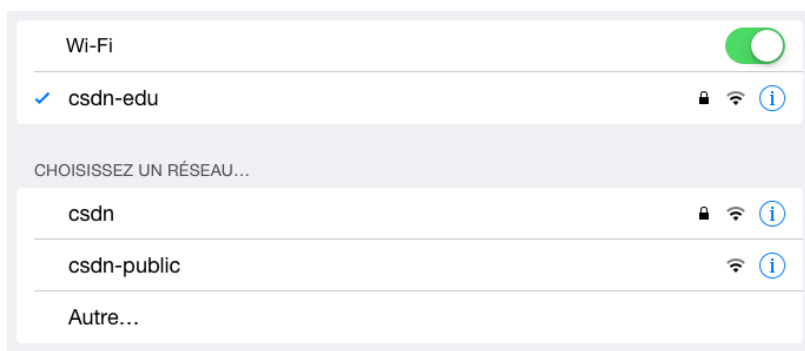 Wi-Fi
csdn-edu
CHOISISSEZ UN RÉSEAU...
csdn
csdn-public
Autre...